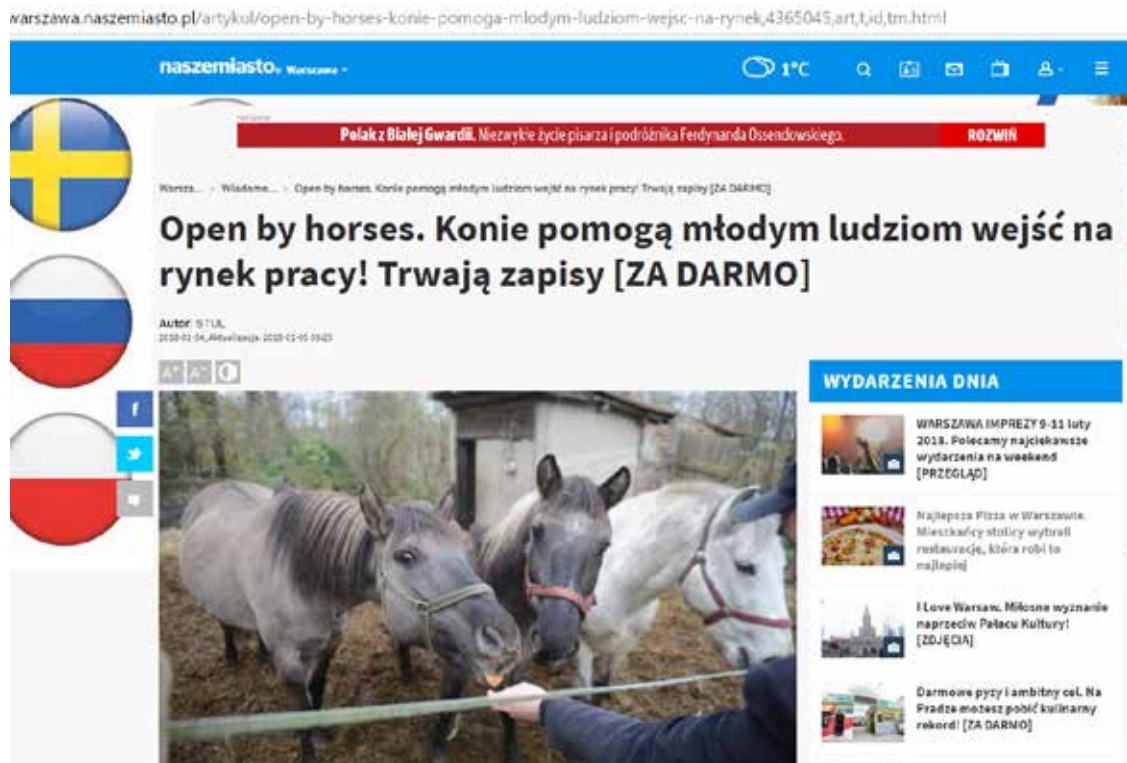 warszawa.naszemiasto.pl/artykul/open-by-horses-konie-pomoga-mlodym-ludziom-wejsc-na-rynek,4365045,art,t,id,tm.html
naszemiasto. Warszawa
1°C
reklama
Polak z Białej Gwardii. Niezwykłe życie pisarza i podróżnika Ferdynanda Ossendowskiego.
ROZWIŃ
Warsza... Wiadomo... Open by horses. Konie pomogą młodym ludziom wejść na rynek pracy! Trwają zapisy [ZA DARMO]
Open by horses. Konie pomogą młodym ludziom wejść na
rynek pracy! Trwają zapisy [ZA DARMO]
Autor: STUL
A+ A-
f
WYDARZENIA DNIA
WARSZAWA IMPREZY 9-11 luty
2018. Polecamy najciekawsze
wydarzenia na weekend
[PRZEGLĄD]
Najlepsza Pizza w Warszawie.
Mieszkańcy stolicy wybrali
restaurację, która robi to
najlepiej
I Love Warsaw. Miłosne wyznanie
naprzeciw Pałacu Kultury!
[ZDJĘCIA]
Darmowe pyzy i ambitny cel. Na
Pradze możesz pobić kulinarny
rekord! [ZA DARMO]